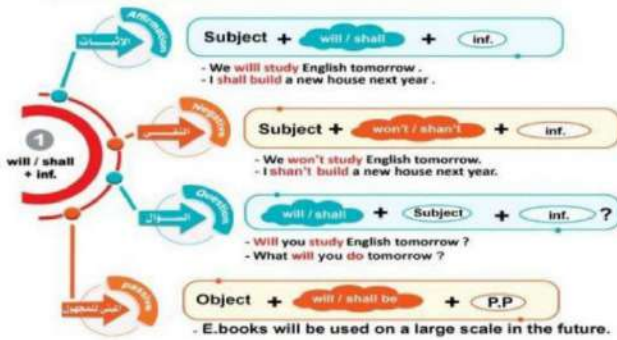 Affirmation
الإثبات
Subject + will / shall + inf.
- We willl study English tomorrow .
- I shall build a new house next year .
1
will / shall
+ inf.
Negative
النفي
Subject + won't / shan't + inf.
- We won't study English tomorrow.
- I shan't build a new house next year.
Question
السؤال
will / shall + Subject + inf. ?
- Will you study English tomorrow ?
- What will you do tomorrow ?
passive
المبني للمجهول
Object + will / shall be + P.P
- E.books will be used on a large scale in the future.